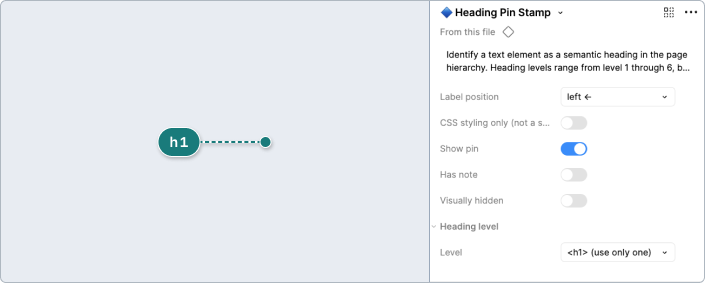 h1
Heading Pin Stamp
From this file
Identify a text element as a semantic heading in the page
hierarchy. Heading levels range from level 1 through 6, b...
Label position
left ←
CSS styling only (not a s...
Show pin
Has note
Visually hidden
Heading level
Level
<h1> (use only one)